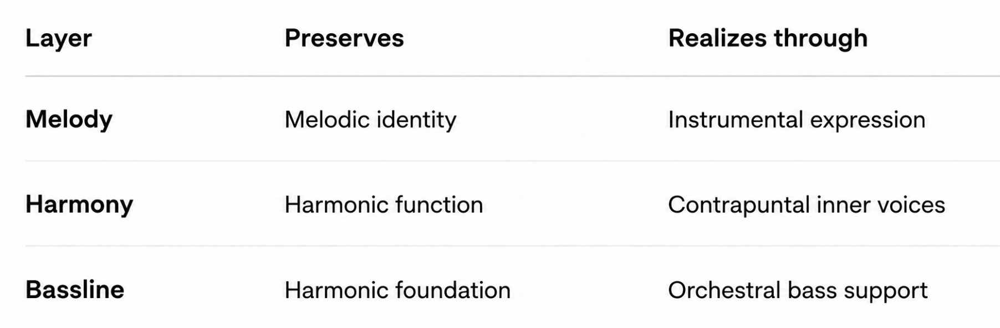 Layer Preserves Realizes through
Melody Melodic identity Instrumental expression
Harmony Harmonic function Contrapuntal inner voices
Bassline Harmonic foundation Orchestral bass support